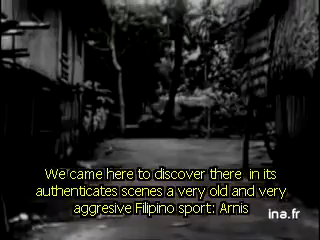 We came here to discover there in its
authenticates scenes a very old and very
aggresive Filipino sport: Arnis
ina.fr